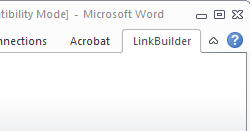 tibility Mode] - Microsoft Word
nnections Acrobat LinkBuilder